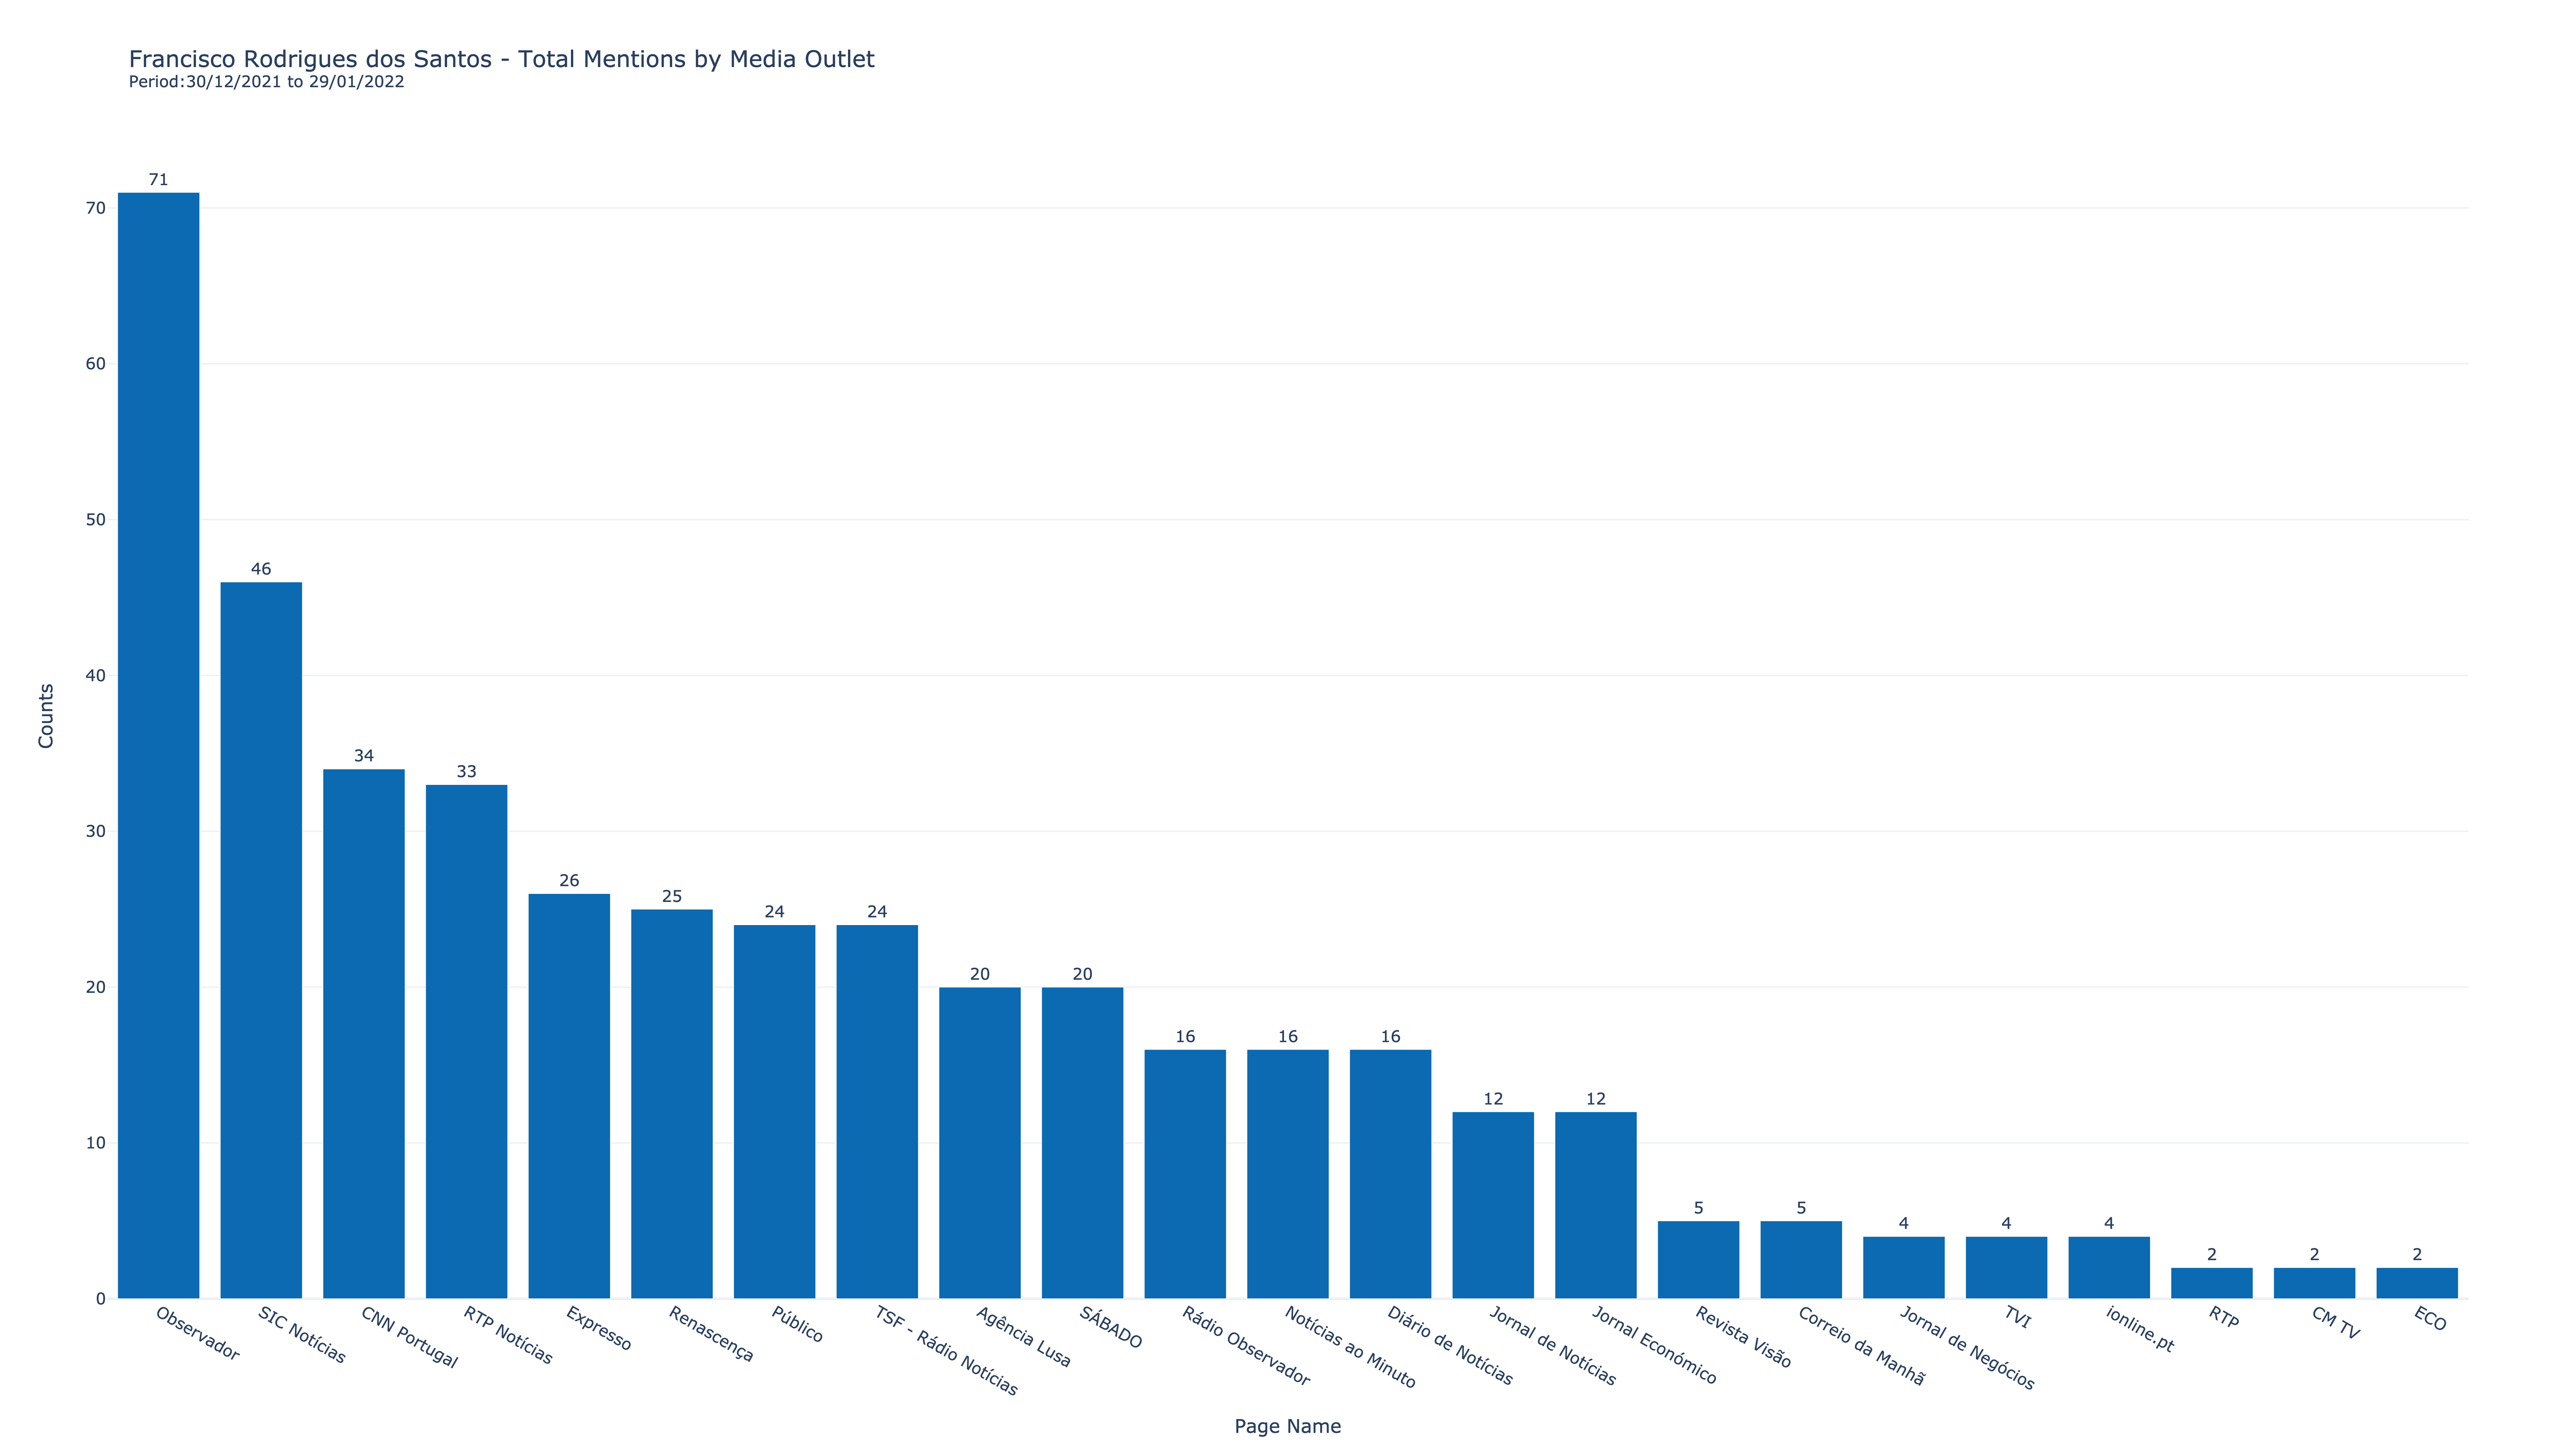 Francisco Rodrigues dos Santos - Total Mentions by Media Outlet
Period:30/12/2021 to 29/01/2022
Counts
70
60
50
40
30
20
10
0
71
46
34
33
26
25
24
24
20
20
16
16
16
12
12
5
5
4
4
4
2
2
2
Observador
SIC Notícias
CNN Portugal
RTP Notícias
Expresso
Renascença
Público
TSF - Rádio Notícias
Agência Lusa
SÁBADO
Rádio Observador
Notícias ao Minuto
Diário de Notícias
Jornal de Notícias
Jornal Económico
Revista Visão
Correio da Manhã
Jornal de Negócios
TVI
ionline.pt
RTP
CM TV
ECO
Page Name